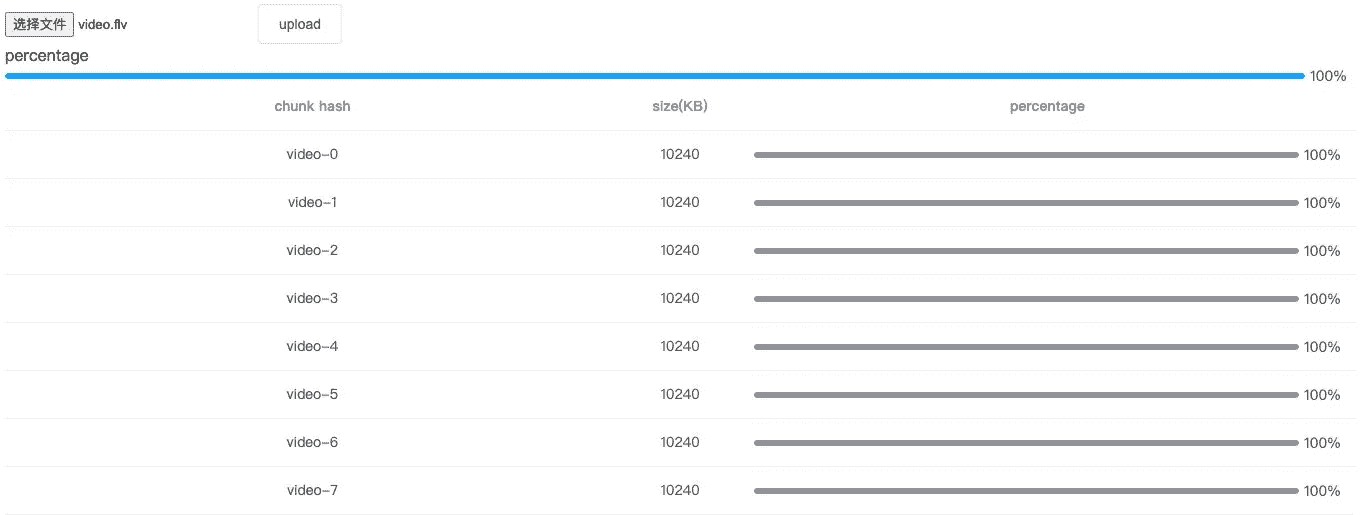 选择文件 video.flv upload
percentage
100%
chunk hash size(KB) percentage
video-0 10240 100%
video-1 10240 100%
video-2 10240 100%
video-3 10240 100%
video-4 10240 100%
video-5 10240 100%
video-6 10240 100%
video-7 10240 100%